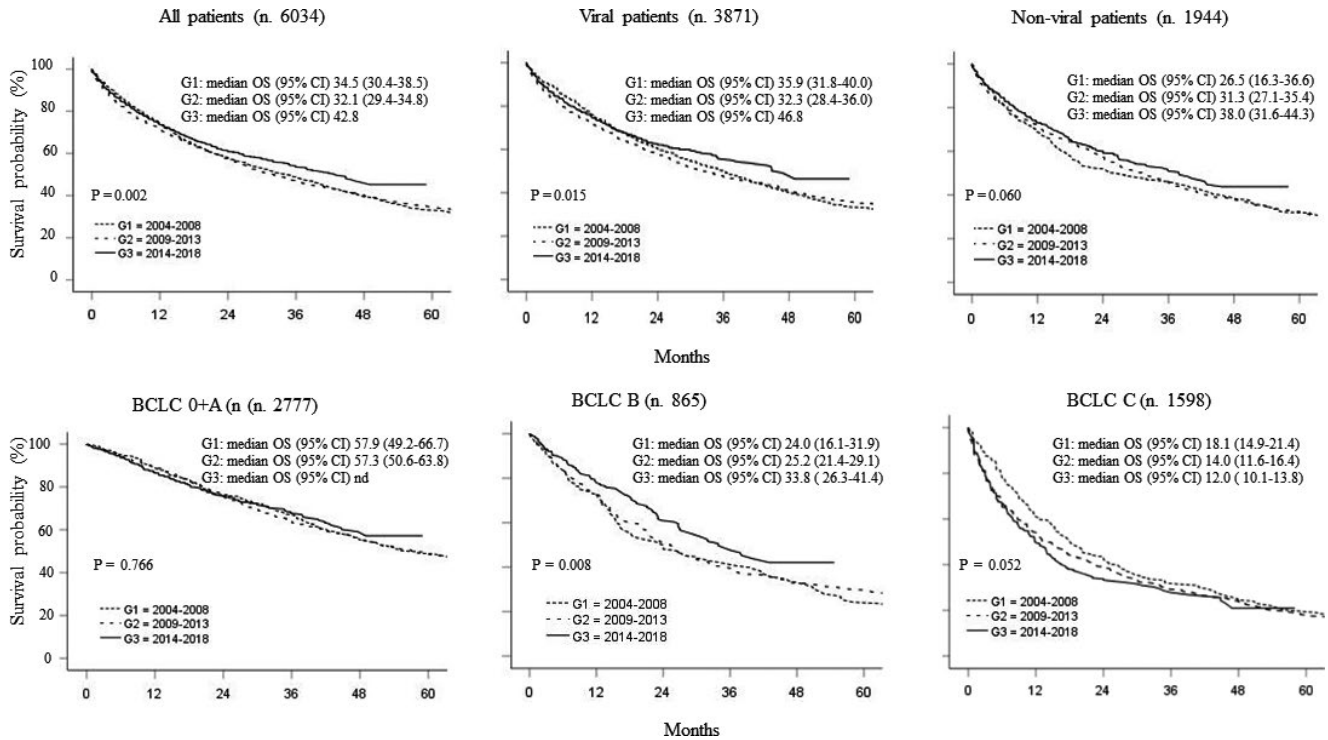 All patients (n. 6034)
Survival probability (%)
100
80
60
40
20
0
G1: median OS (95% CI) 34.5 (30.4-38.5)
G2: median OS (95% CI) 32.1 (29.4-34.8)
G3: median OS (95% CI) 42.8
P = 0.002
G1 = 2004-2008
G2 = 2009-2013
G3 = 2014-2018
0 12 24 36 48 60
Viral patients (n. 3871)
G1: median OS (95% CI) 35.9 (31.8-40.0)
G2: median OS (95% CI) 32.3 (28.4-36.0)
G3: median OS (95% CI) 46.8
P = 0.015
G1 = 2004-2008
G2 = 2009-2013
G3 = 2014-2018
0 12 24 36 48 60
Non-viral patients (n. 1944)
G1: median OS (95% CI) 26.5 (16.3-36.6)
G2: median OS (95% CI) 31.3 (27.1-35.4)
G3: median OS (95% CI) 38.0 (31.6-44.3)
P = 0.060
G1 = 2004-2008
G2 = 2009-2013
G3 = 2014-2018
0 12 24 36 48 60
Months
BCLC 0+A (n (n. 2777)
Survival probability (%)
100
80
60
40
20
0
G1: median OS (95% CI) 57.9 (49.2-66.7)
G2: median OS (95% CI) 57.3 (50.6-63.8)
G3: median OS (95% CI) nd
P = 0.766
G1 = 2004-2008
G2 = 2009-2013
G3 = 2014-2018
0 12 24 36 48 60
BCLC B (n. 865)
G1: median OS (95% CI) 24.0 (16.1-31.9)
G2: median OS (95% CI) 25.2 (21.4-29.1)
G3: median OS (95% CI) 33.8 ( 26.3-41.4)
P = 0.008
G1 = 2004-2008
G2 = 2009-2013
G3 = 2014-2018
0 12 24 36 48 60
BCLC C (n. 1598)
G1: median OS (95% CI) 18.1 (14.9-21.4)
G2: median OS (95% CI) 14.0 (11.6-16.4)
G3: median OS (95% CI) 12.0 ( 10.1-13.8)
P = 0.052
G1 = 2004-2008
G2 = 2009-2013
G3 = 2014-2018
0 12 24 36 48 60
Months